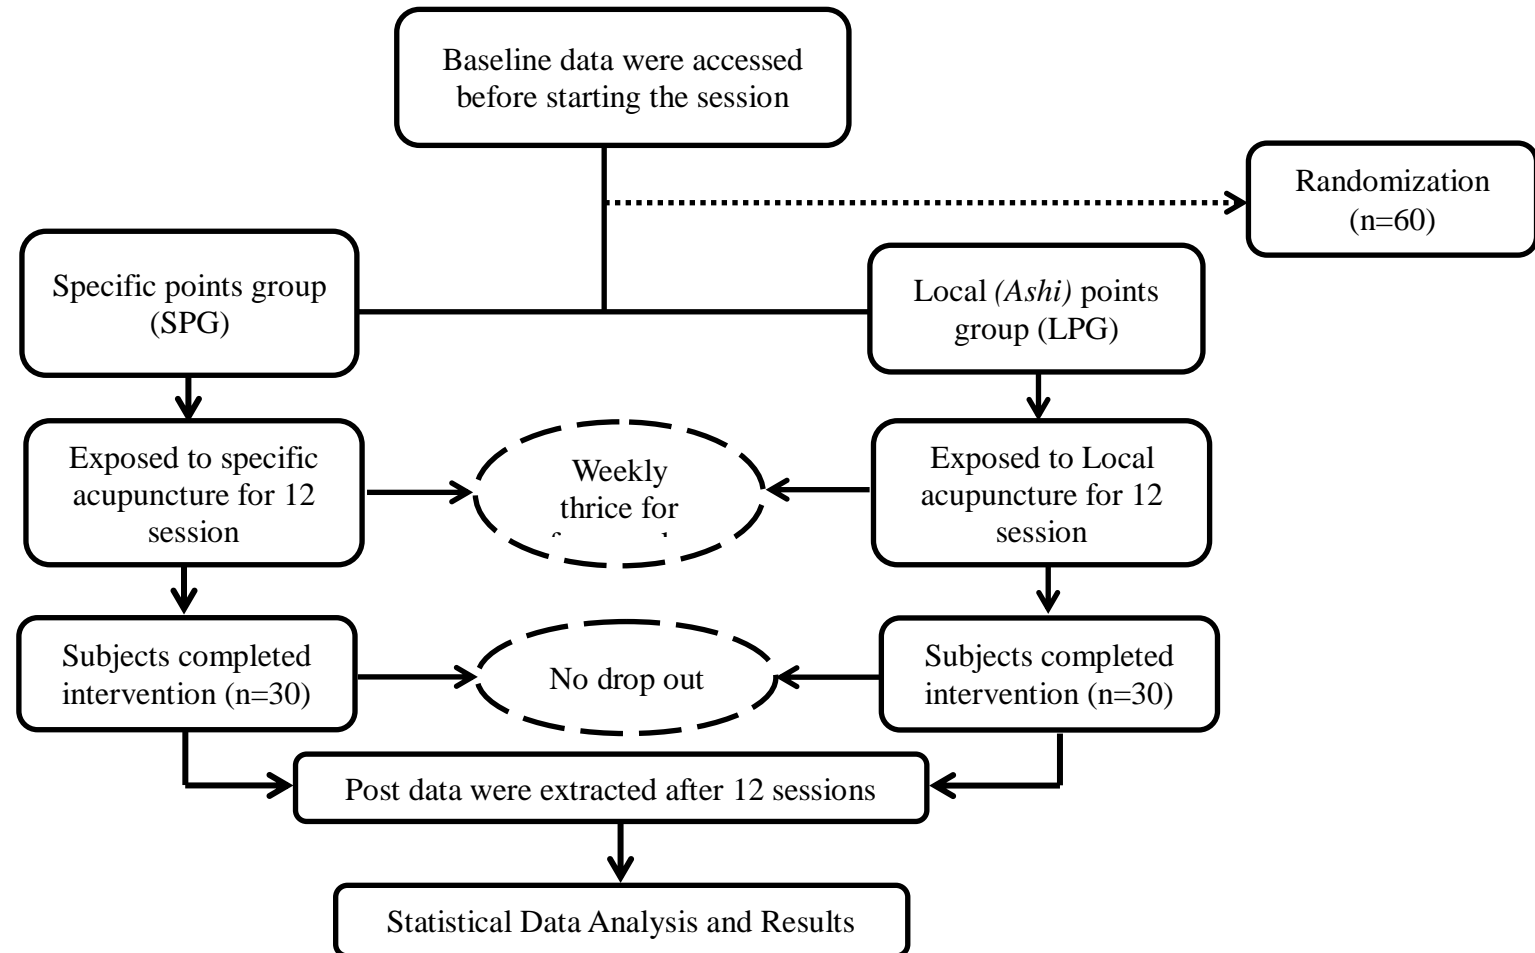 Baseline data were accessed
before starting the session
Randomization
(n=60)
Specific points group
(SPG)
Local (Ashi) points
group (LPG)
Exposed to specific
acupuncture for 12
session
Weekly
thrice for
Exposed to Local
acupuncture for 12
session
Subjects completed
intervention (n=30)
No drop out
Subjects completed
intervention (n=30)
Post data were extracted after 12 sessions
Statistical Data Analysis and Results